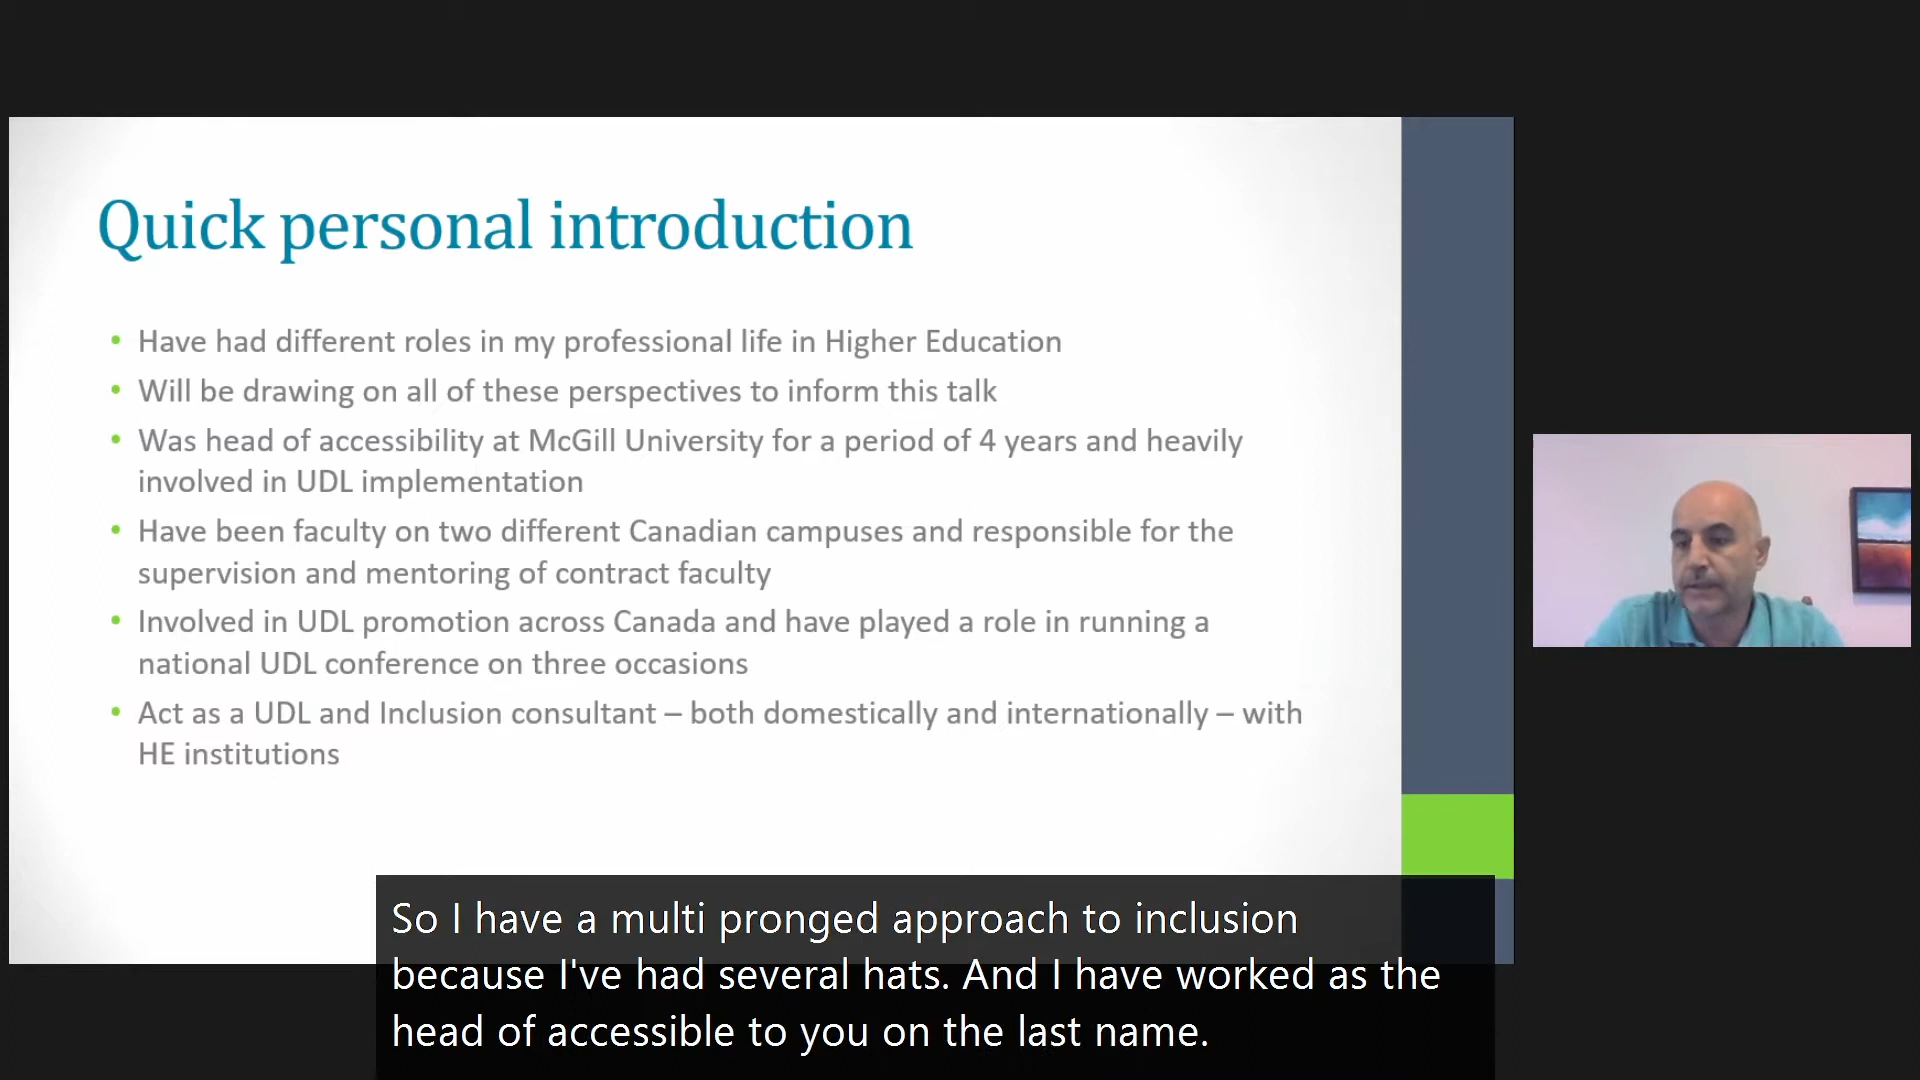 Quick personal introduction
• Have had different roles in my professional life in Higher Education
• Will be drawing on all of these perspectives to inform this talk
• Was head of accessibility at McGill University for a period of 4 years and heavily
involved in UDL implementation
• Have been faculty on two different Canadian campuses and responsible for the
supervision and mentoring of contract faculty
• Involved in UDL promotion across Canada and have played a role in running a
national UDL conference on three occasions
• Act as a UDL and Inclusion consultant – both domestically and internationally – with
HE institutions
So I have a multi pronged approach to inclusion
because I've had several hats. And I have worked as the
head of accessible to you on the last name.